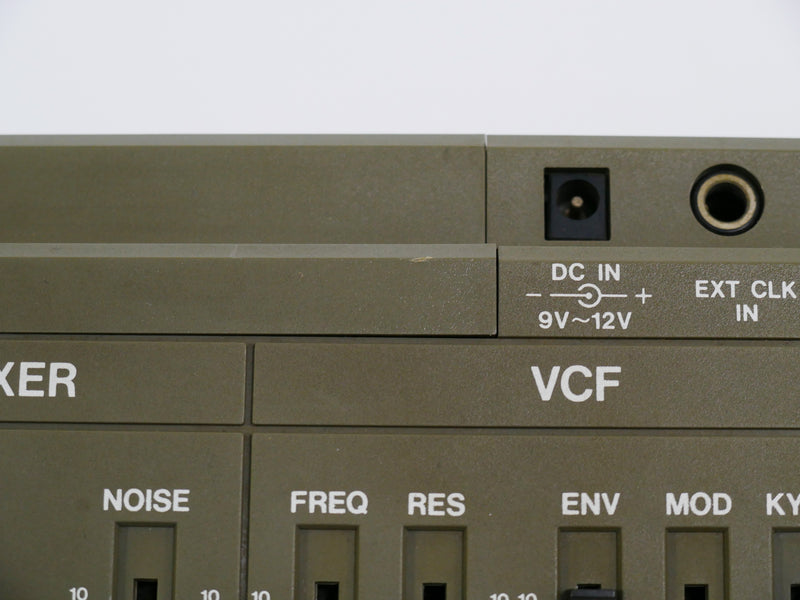 DC IN
- +
9V~12V
EXT CLK
IN
XER
VCF
NOISE
FREQ
RES
ENV
MOD
KY
10
10
10
10
10